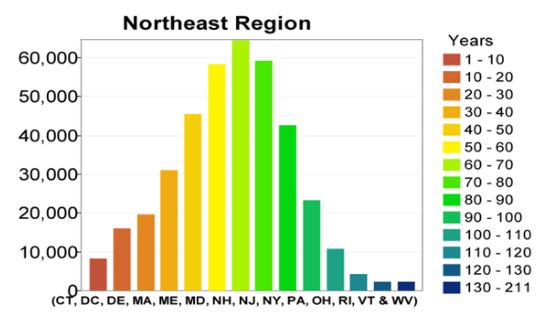 Northeast Region
60,000
50,000
40,000
30,000
20,000
10,000
0
(CT, DC, DE, MA, ME, MD, NH, NJ, NY, PA, OH, RI, VT & WV)
Years
1 - 10
10 - 20
20 - 30
30 - 40
40 - 50
50 - 60
60 - 70
70 - 80
80 - 90
90 - 100
100 - 110
110 - 120
120 - 130
130 - 211